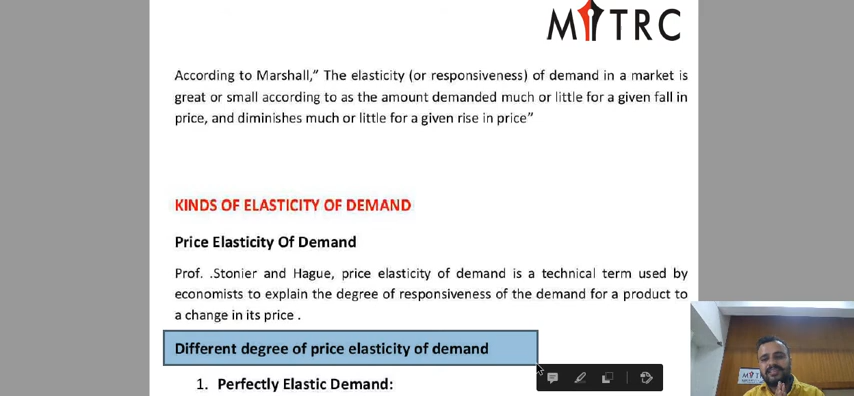 MITRC
According to Marshall,” The elasticity (or responsiveness) of demand in a market is
great or small according to as the amount demanded much or little for a given fall in
price, and diminishes much or little for a given rise in price”
KINDS OF ELASTICITY OF DEMAND
Price Elasticity Of Demand
Prof. .Stonier and Hague, price elasticity of demand is a technical term used by
economists to explain the degree of responsiveness of the demand for a product to
a change in its price .
Different degree of price elasticity of demand
1. Perfectly Elastic Demand: